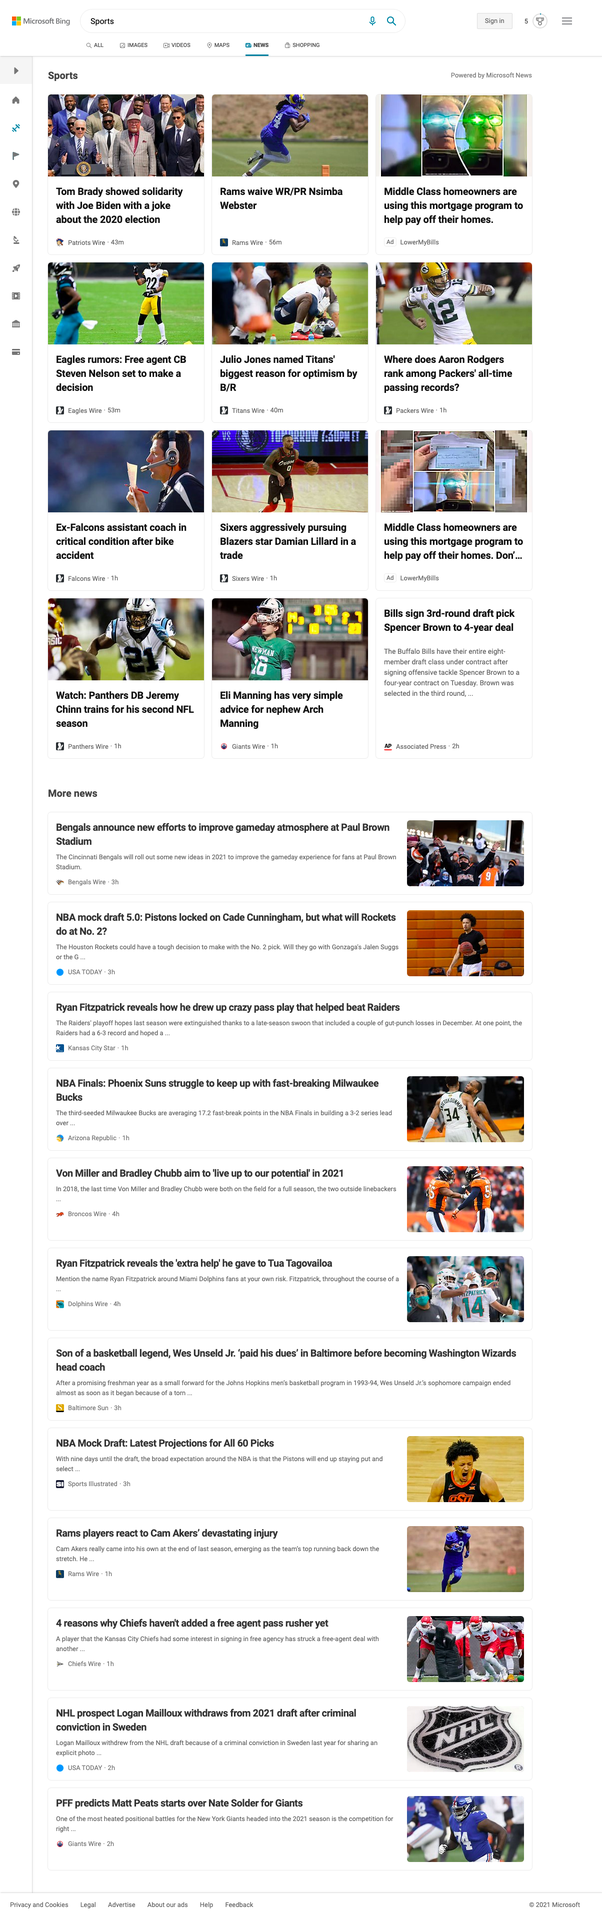 Microsoft Bing
Sports
Sign in
5
ALL
IMAGES
VIDEOS
MAPS
NEWS
SHOPPING
Sports
Powered by Microsoft News
Tom Brady showed solidarity
with Joe Biden with a joke
about the 2020 election
Patriots Wire · 43m
Rams waive WR/PR Nsimba
Webster
Rams Wire · 56m
Middle Class homeowners are
using this mortgage program to
help pay off their homes.
Ad LowerMyBills
22
Eagles rumors: Free agent CB
Steven Nelson set to make a
decision
Eagles Wire · 53m
Julio Jones named Titans'
biggest reason for optimism by
B/R
Titans Wire · 40m
12
Where does Aaron Rodgers
rank among Packers' all-time
passing records?
Packers Wire · 1h
Ex-Falcons assistant coach in
critical condition after bike
accident
Falcons Wire · 1h
Sixers aggressively pursuing
Blazers star Damian Lillard in a
trade
Sixers Wire · 1h
Middle Class homeowners are
using this mortgage program to
help pay off their homes. Don'...
Ad LowerMyBills
21
Watch: Panthers DB Jeremy
Chinn trains for his second NFL
season
Panthers Wire · 1h
NEWMAN
16
Eli Manning has very simple
advice for nephew Arch
Manning
Giants Wire · 1h
Bills sign 3rd-round draft pick
Spencer Brown to 4-year deal
The Buffalo Bills have their entire eight-
member draft class under contract after
signing offensive tackle Spencer Brown to a
four-year contract on Tuesday. Brown was
selected in the third round, ...
AP Associated Press · 2h
More news
Bengals announce new efforts to improve gameday atmosphere at Paul Brown
Stadium
The Cincinnati Bengals will roll out some new ideas in 2021 to improve the gameday experience for fans at Paul Brown
Stadium.
Bengals Wire · 3h
9
NBA mock draft 5.0: Pistons locked on Cade Cunningham, but what will Rockets
do at No. 2?
The Houston Rockets could have a tough decision to make with the No. 2 pick. Will they go with Gonzaga's Jalen Suggs
or the G ...
USA TODAY · 3h
Ryan Fitzpatrick reveals how he drew up crazy pass play that helped beat Raiders
The Raiders' playoff hopes last season were extinguished thanks to a late-season swoon that included a couple of gut-punch losses in December. At one point, the
Raiders had a 6-3 record and hoped a ...
Kansas City Star · 1h
NBA Finals: Phoenix Suns struggle to keep up with fast-breaking Milwaukee
Bucks
The third-seeded Milwaukee Bucks are averaging 17.2 fast-break points in the NBA Finals in building a 3-2 series lead
over ...
Arizona Republic · 1h
34
Von Miller and Bradley Chubb aim to 'live up to our potential' in 2021
In 2018, the last time Von Miller and Bradley Chubb were both on the field for a full season, the two outside linebackers
...
Broncos Wire · 4h
Ryan Fitzpatrick reveals the 'extra help' he gave to Tua Tagovailoa
Mention the name Ryan Fitzpatrick around Miami Dolphins fans at your own risk. Fitzpatrick, throughout the course of a
...
Dolphins Wire · 4h
14
Son of a basketball legend, Wes Unseld Jr. 'paid his dues' in Baltimore before becoming Washington Wizards
head coach
After a promising freshman year as a small forward for the Johns Hopkins men's basketball program in 1993-94, Wes Unseld Jr.'s sophomore campaign ended
almost as soon as it began because of a torn ...
Baltimore Sun · 3h
NBA Mock Draft: Latest Projections for All 60 Picks
With nine days until the draft, the broad expectation around the NBA is that the Pistons will end up staying put and
select ...
SI Sports Illustrated · 3h
Rams players react to Cam Akers' devastating injury
Cam Akers really came into his own at the end of last season, emerging as the team's top running back down the
stretch. He ...
Rams Wire · 1h
4 reasons why Chiefs haven't added a free agent pass rusher yet
A player that the Kansas City Chiefs had some interest in signing in free agency has struck a free-agent deal with
another ...
Chiefs Wire · 1h
NHL prospect Logan Mailloux withdraws from 2021 draft after criminal
conviction in Sweden
Logan Mailloux withdrew from the NHL draft because of a criminal conviction in Sweden last year for sharing an
explicit photo ...
USA TODAY · 2h
NHL
PFF predicts Matt Peats starts over Nate Solder for Giants
One of the most heated positional battles for the New York Giants headed into the 2021 season is the competition for
right ...
Giants Wire · 2h
74
Privacy and Cookies
Legal
Advertise
About our ads
Help
Feedback
© 2021 Microsoft